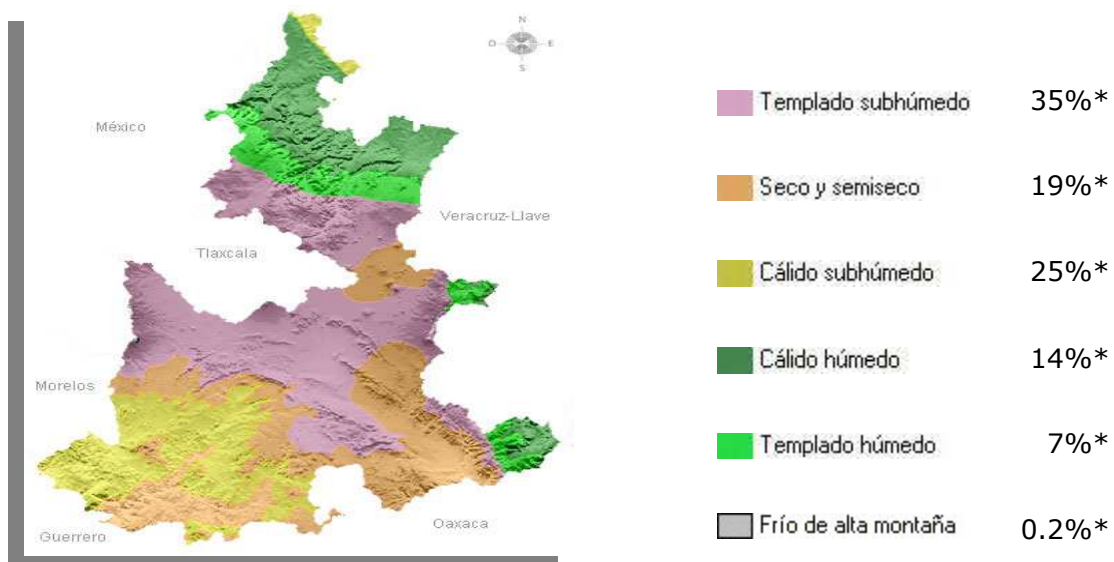 N
O
E
S
México
Veracruz-Llave
Tlaxcala
Morelos
Guerrero
Oaxaca
Templado subhúmedo 35%*
Seco y semiseco 19%*
Cálido subhúmedo 25%*
Cálido húmedo 14%*
Templado húmedo 7%*
Frío de alta montaña 0.2%*